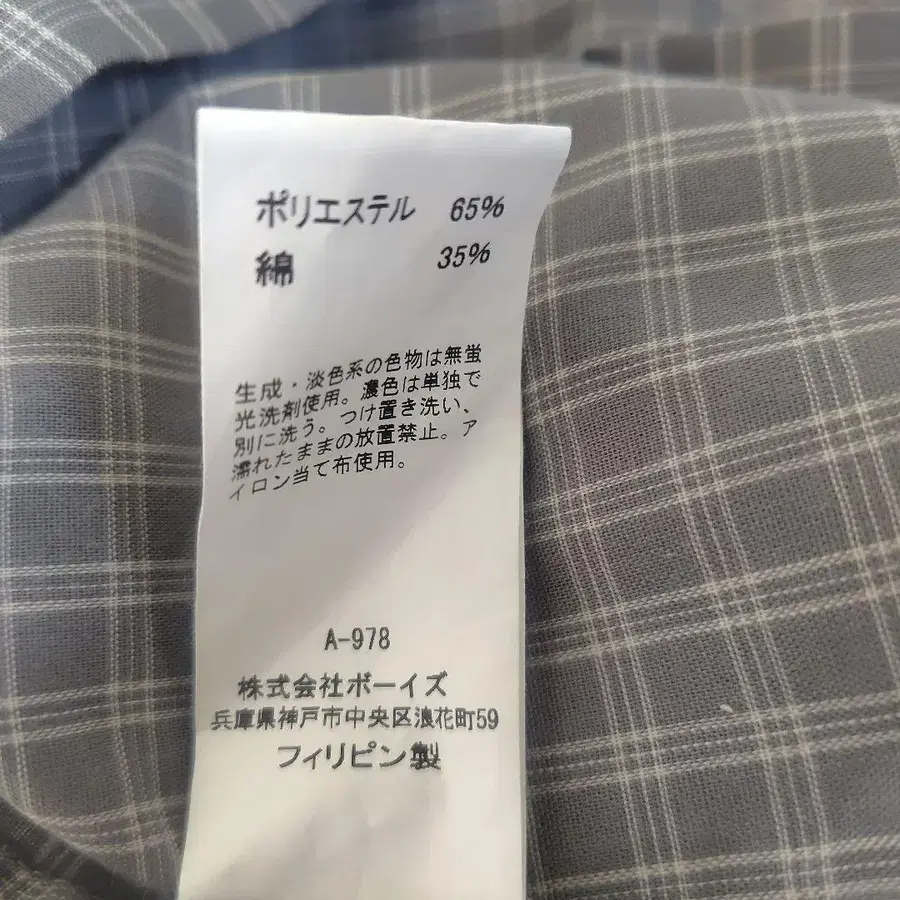 ポリエステル 65%
綿 35%
生成・淡色系の色物は無蛍
光洗剤使用。濃色は単独で
別に洗う。つけ置き洗い、
濡れたままの放置禁止。ア
イロン当て布使用。
A-978
株式会社ボーイズ
兵庫県神戸市中央区浪花町59
フィリピン製